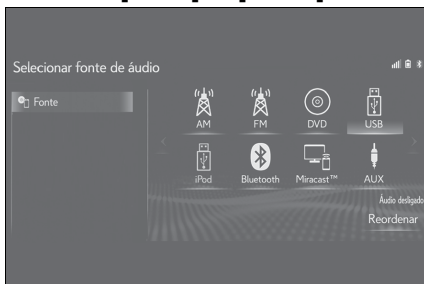 Selecionar fonte de áudio
Fonte
AM
FM
DVD
USB
iPod
Bluetooth
Miracast™
AUX
Áudio desligado
Reordenar